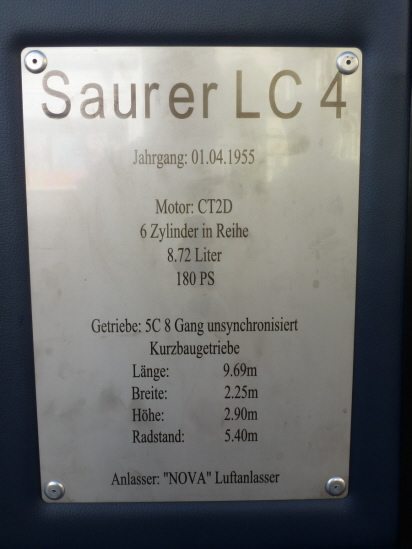 Saurer LC 4
Jahrgang: 01.04.1955
Motor: CT2D
6 Zylinder in Reihe
8.72 Liter
180 PS
Getriebe: 5C 8 Gang unsynchronisiert
Kurzbaugetriebe
Länge: 9.69m
Breite: 2.25m
Höhe: 2.90m
Radstand: 5.40m
Anlasser: "NOVA" Luftanlasser